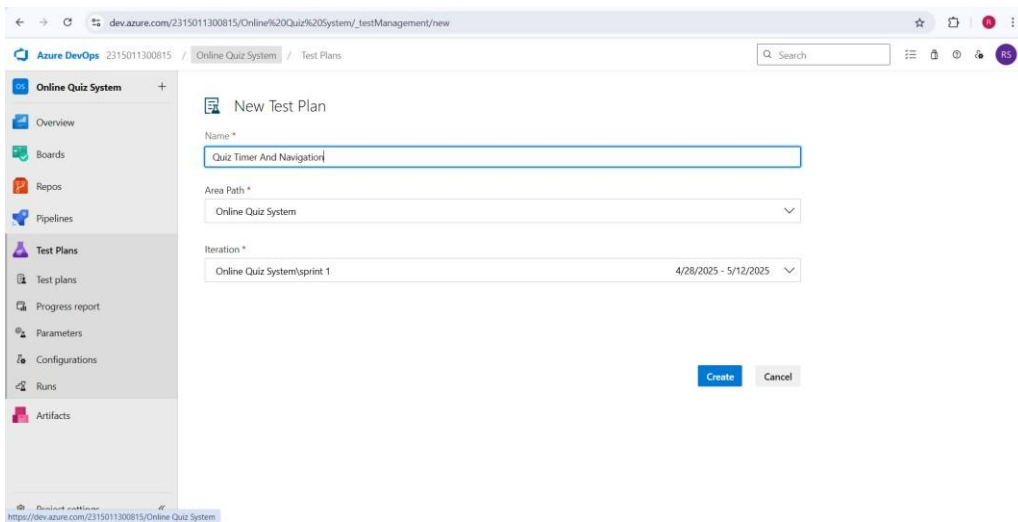 dev.azure.com/2315011300815/Online%20Quiz%20System/_testManagement/new
R
Azure DevOps 2315011300815 / Online Quiz System / Test Plans
Search
RS
OS Online Quiz System +
Overview
Boards
Repos
Pipelines
Test Plans
Test plans
Progress report
Parameters
Configurations
Runs
Artifacts
Project settings
https://dev.azure.com/2315011300815/Online Quiz System
New Test Plan
Name *
Quiz Timer And Navigation
Area Path *
Online Quiz System
Iteration *
Online Quiz System\sprint 1 4/28/2025 - 5/12/2025
Create Cancel